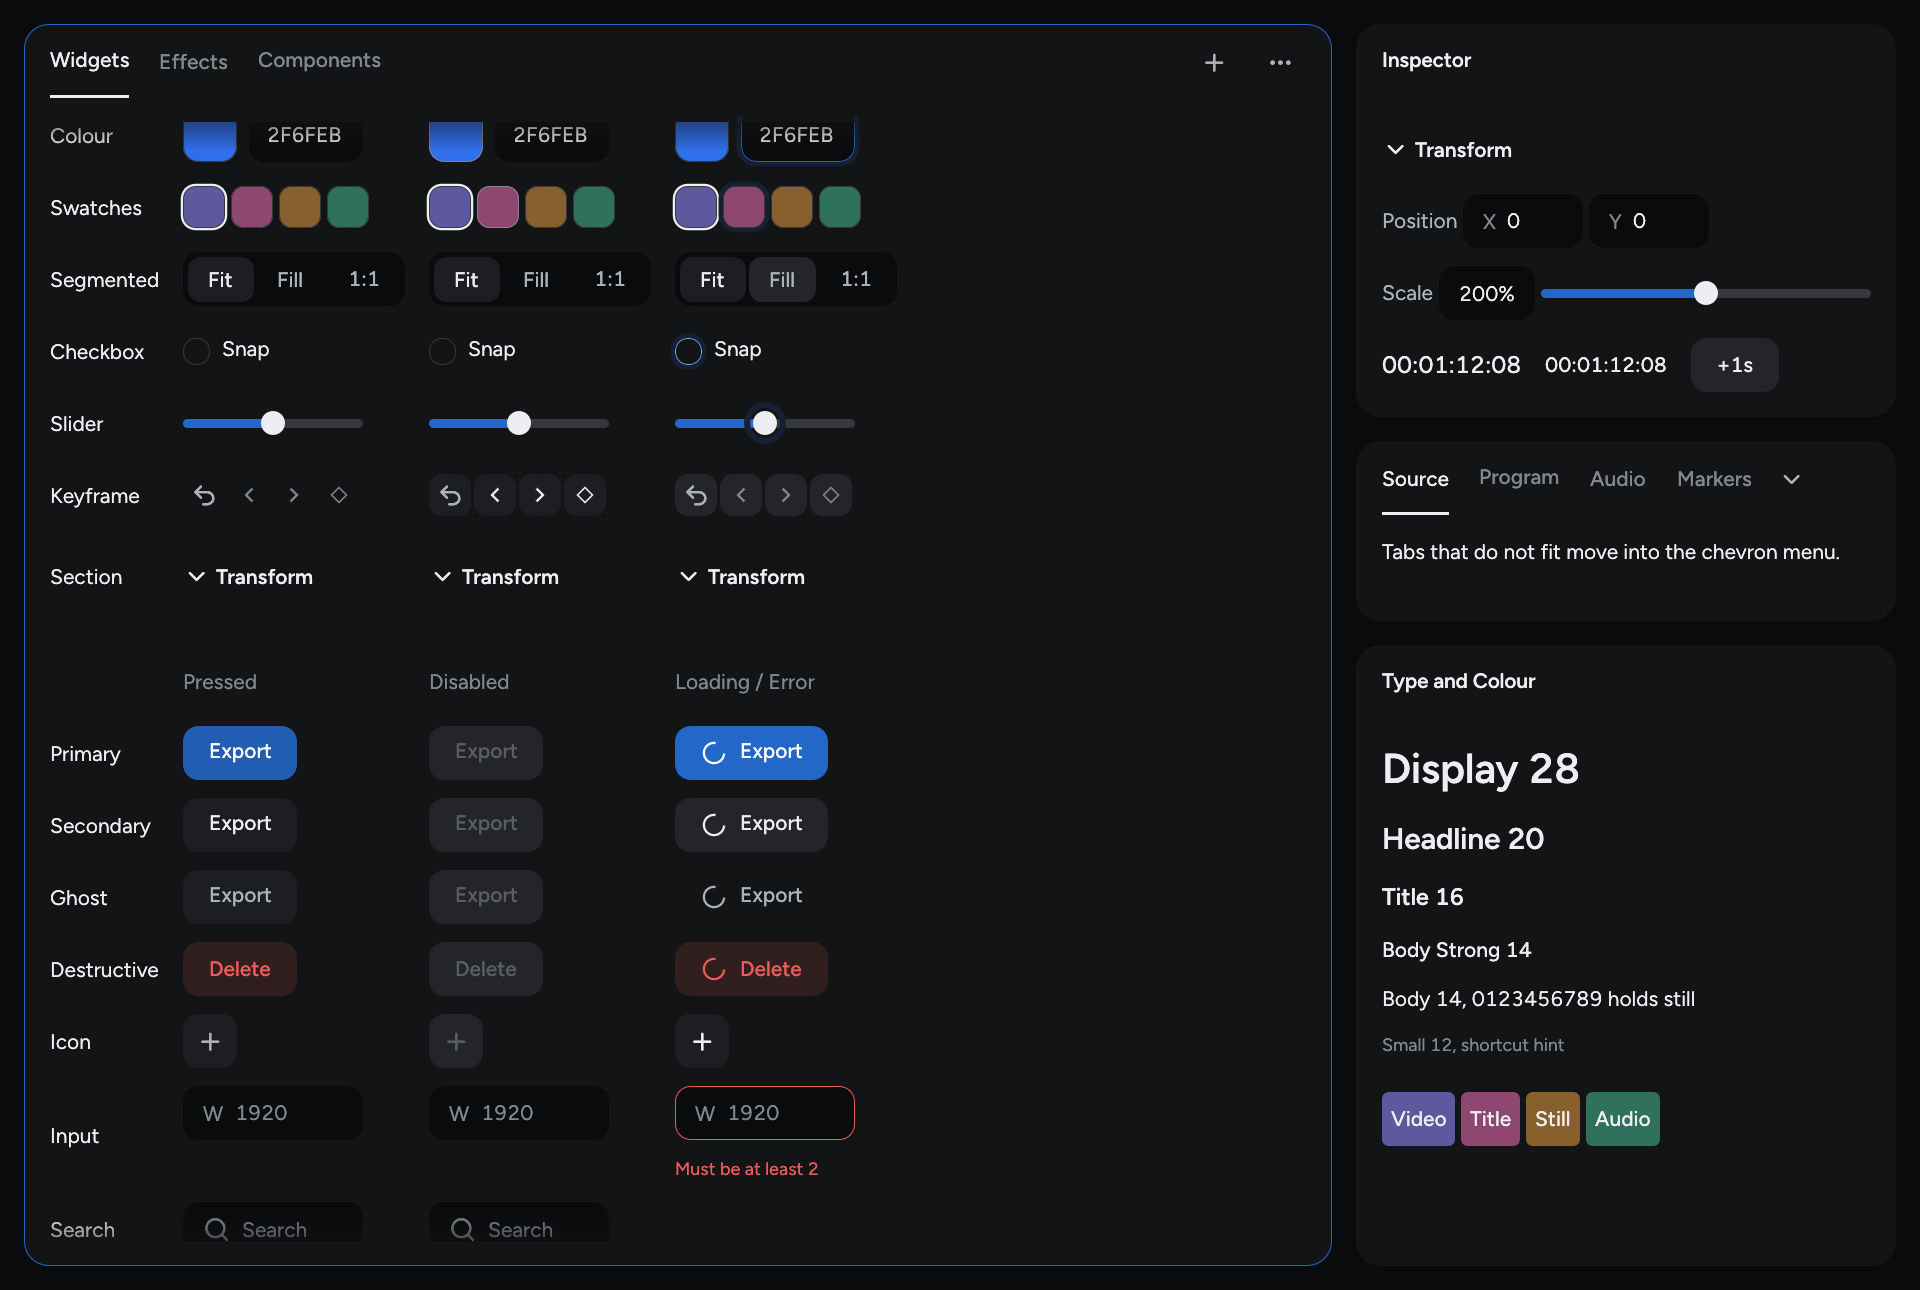 Widgets Effects Components
Colour 2F6FEB 2F6FEB 2F6FEB
Swatches
Segmented Fit Fill 1:1 Fit Fill 1:1 Fit Fill 1:1
Checkbox Snap Snap Snap
Slider
Keyframe
Section Transform Transform Transform
Pressed Disabled Loading / Error
Primary Export Export Export
Secondary Export Export Export
Ghost Export Export Export
Destructive Delete Delete Delete
Icon
Input W 1920 W 1920 W 1920
Must be at least 2
Search Search Search
Inspector
Transform
Position X 0 Y 0
Scale 200%
00:01:12:08 00:01:12:08 +1s
Source Program Audio Markers
Tabs that do not fit move into the chevron menu.
Type and Colour
Display 28
Headline 20
Title 16
Body Strong 14
Body 14, 0123456789 holds still
Small 12, shortcut hint
Video Title Still Audio